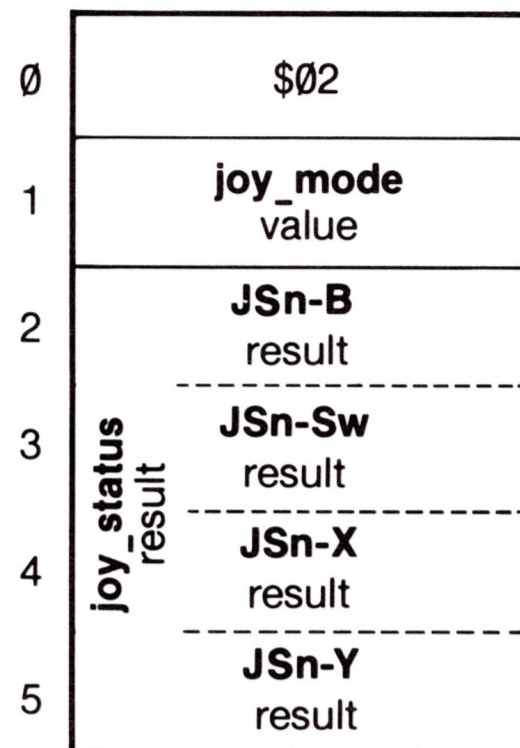 Ø $Ø2
1 joy_mode
value
2 JSn-B
result
joy_status
result
3 JSn-Sw
result
4 JSn-X
result
5 JSn-Y
result